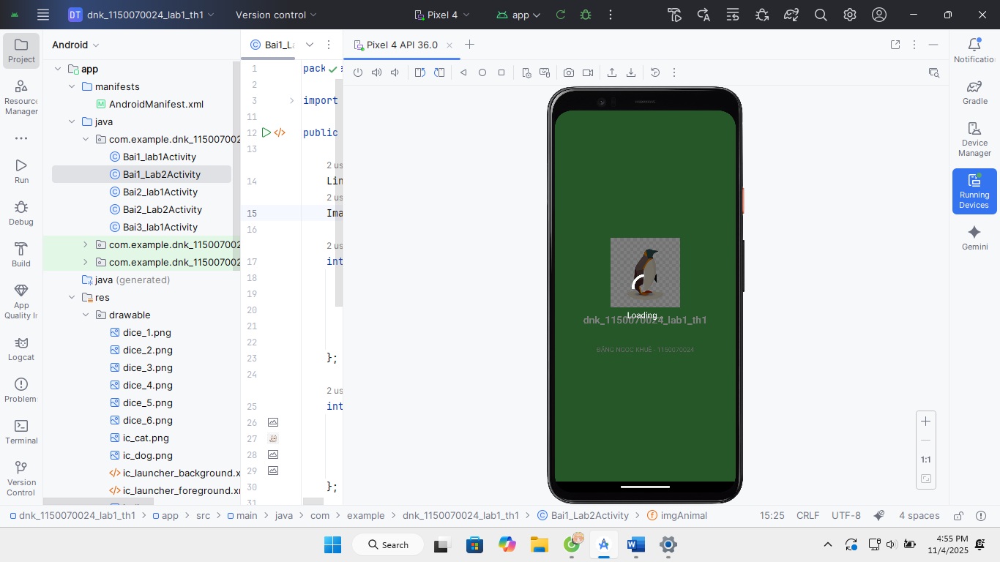 DT dnk_1150070024_lab1_th1 Version control Pixel 4 app
Project
Resource
Manager
Run
Debug
Build
App
Quality In
Logcat
Problem
Terminal
Version
Control
Android
app
manifests
AndroidManifest.xml
java
com.example.dnk_115007002
Bai1_lab1Activity
Bai1_Lab2Activity
Bai2_lab1Activity
Bai2_Lab2Activity
Bai3_lab1Activity
com.example.dnk_115007002
com.example.dnk_115007002
java (generated)
res
drawable
dice_1.png
dice_2.png
dice_3.png
dice_4.png
dice_5.png
dice_6.png
ic_cat.png
ic_dog.png
ic_launcher_background.x
ic_launcher_foreground.x
Bai1_La
1 pack
2
3 import
11
12 public
13
2 us
14 Lin
2 us
15 Ima
16
2 us
17 int
18
19
20
21
22
23 };
24
2 us
25 int
26
27
28
29
30 };
31
Pixel 4 API 36.0
Loading...
dnk_1150070024_lab1_th1
ĐẶNG NGỌC KHUÊ - 1150070024
1:1
Notificatio
Gradle
Device
Manager
Running
Devices
Gemini
dnk_1150070024_lab1_th1 app src main java com example dnk_1150070024_lab1_th1 Bai1_Lab2Activity imgAnimal 15:25 CRLF UTF-8 4 spaces
Search
4:55 PM
11/4/2025